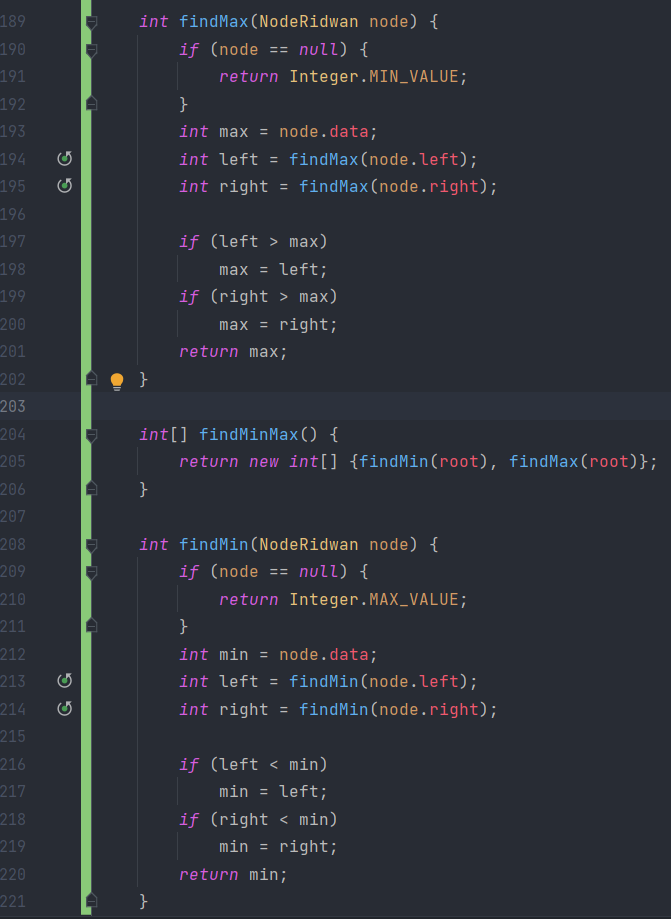 189 int findMax(NodeRidwan node) {
190 if (node == null) {
191 return Integer.MIN_VALUE;
192 }
193 int max = node.data;
194 int left = findMax(node.left);
195 int right = findMax(node.right);
196
197 if (left > max)
198 max = left;
199 if (right > max)
200 max = right;
201 return max;
202 }
203
204 int[] findMinMax() {
205 return new int[] {findMin(root), findMax(root)};
206 }
207
208 int findMin(NodeRidwan node) {
209 if (node == null) {
210 return Integer.MAX_VALUE;
211 }
212 int min = node.data;
213 int left = findMin(node.left);
214 int right = findMin(node.right);
215
216 if (left < min)
217 min = left;
218 if (right < min)
219 min = right;
220 return min;
221 }